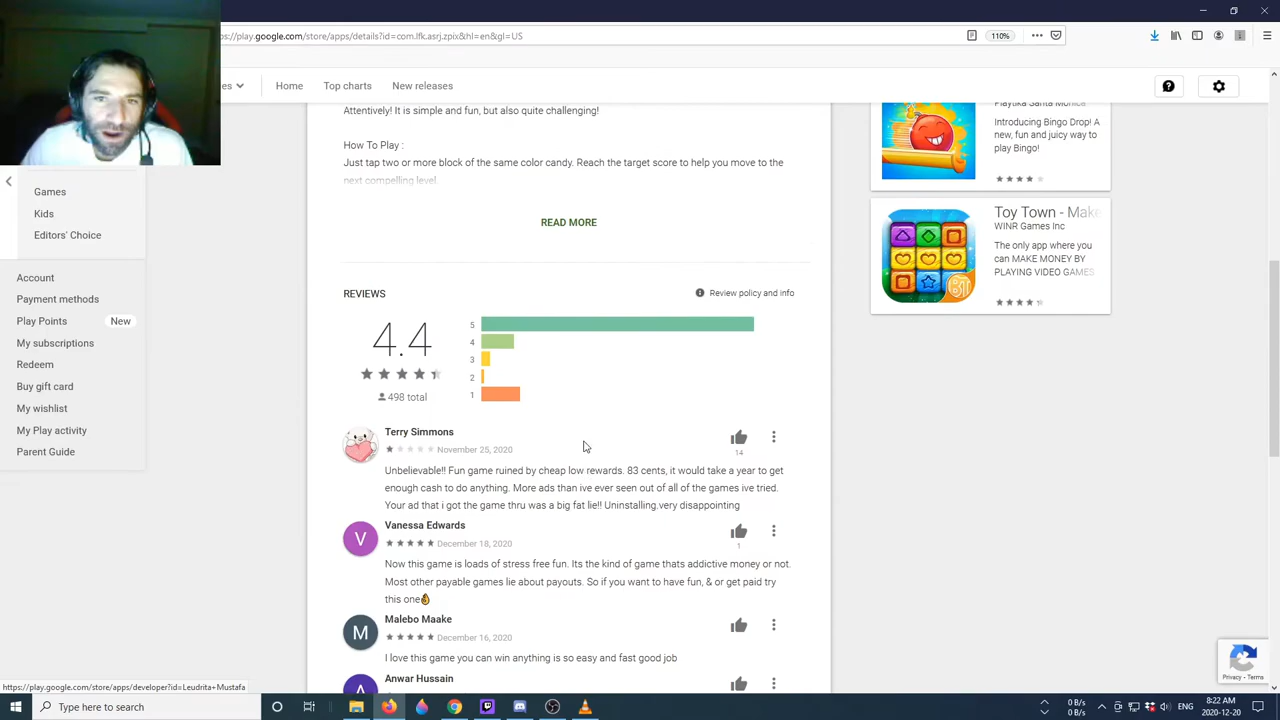 s://play.google.com/store/apps/details?id=com.lfk.asrj.zpix&hl=en&gl=US
110%
Home
Top charts
New releases
Attentively! It is simple and fun, but also quite challenging!
How To Play :
Just tap two or more block of the same color candy. Reach the target score to help you move to the
next compelling level.
READ MORE
Playtika Santa Monica
Introducing Bingo Drop! A
new, fun and juicy way to
play Bingo!
Toy Town - Make
WINR Games Inc
The only app where you
can MAKE MONEY BY
PLAYING VIDEO GAMES
BT
Games
Kids
Editors' Choice
Account
Payment methods
Play Points New
My subscriptions
Redeem
Buy gift card
My wishlist
My Play activity
Parent Guide
REVIEWS
Review policy and info
4.4
498 total
5
4
3
2
1
Terry Simmons
November 25, 2020
14
Unbelievable!! Fun game ruined by cheap low rewards. 83 cents, it would take a year to get
enough cash to do anything. More ads than ive ever seen out of all of the games ive tried.
Your ad that i got the game thru was a big fat lie!! Uninstalling.very disappointing
V
Vanessa Edwards
December 18, 2020
1
Now this game is loads of stress free fun. Its the kind of game thats addictive money or not.
Most other payable games lie about payouts. So if you want to have fun, & or get paid try
this one👌
M
Malebo Maake
December 16, 2020
I love this game you can win anything is so easy and fast good job
A
Anwar Hussain
Privacy - Terms
https://play.google.com/store/apps/developer?id=Leudrita+Mustafa
Type here to search
0 B/s
0 B/s
8:22 AM
2020-12-20